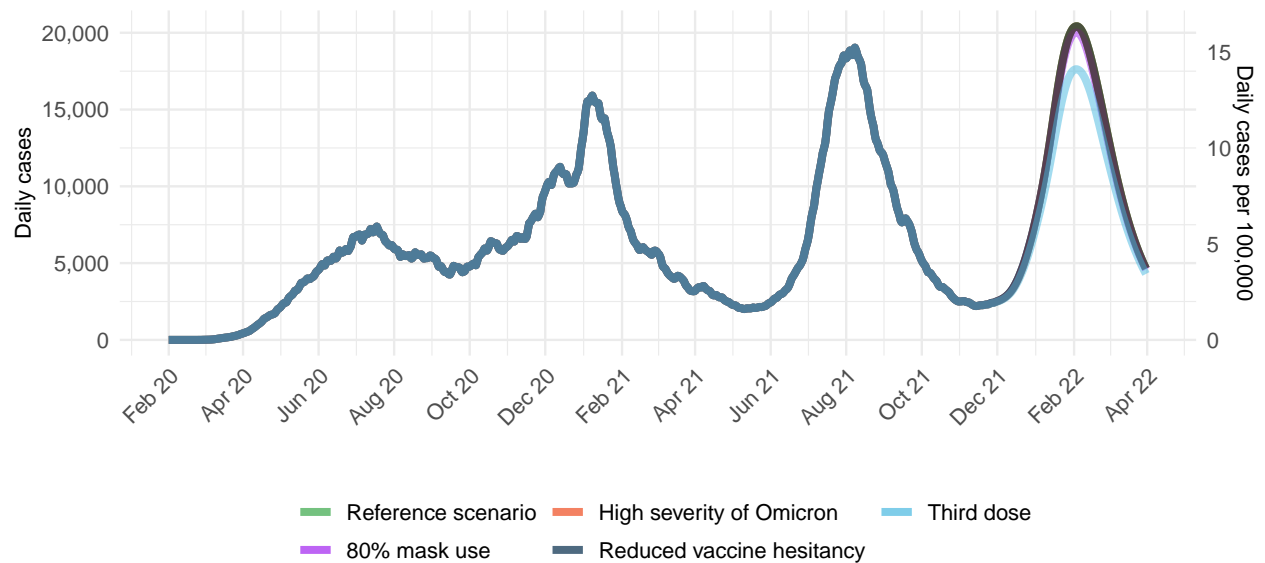 Daily cases
20,000
15,000
10,000
5,000
0
15
10
5
0
Daily cases per 100,000
Feb 20
Apr 20
Jun 20
Aug 20
Oct 20
Dec 20
Feb 21
Apr 21
Jun 21
Aug 21
Oct 21
Dec 21
Feb 22
Apr 22
Reference scenario
High severity of Omicron
Third dose
80% mask use
Reduced vaccine hesitancy